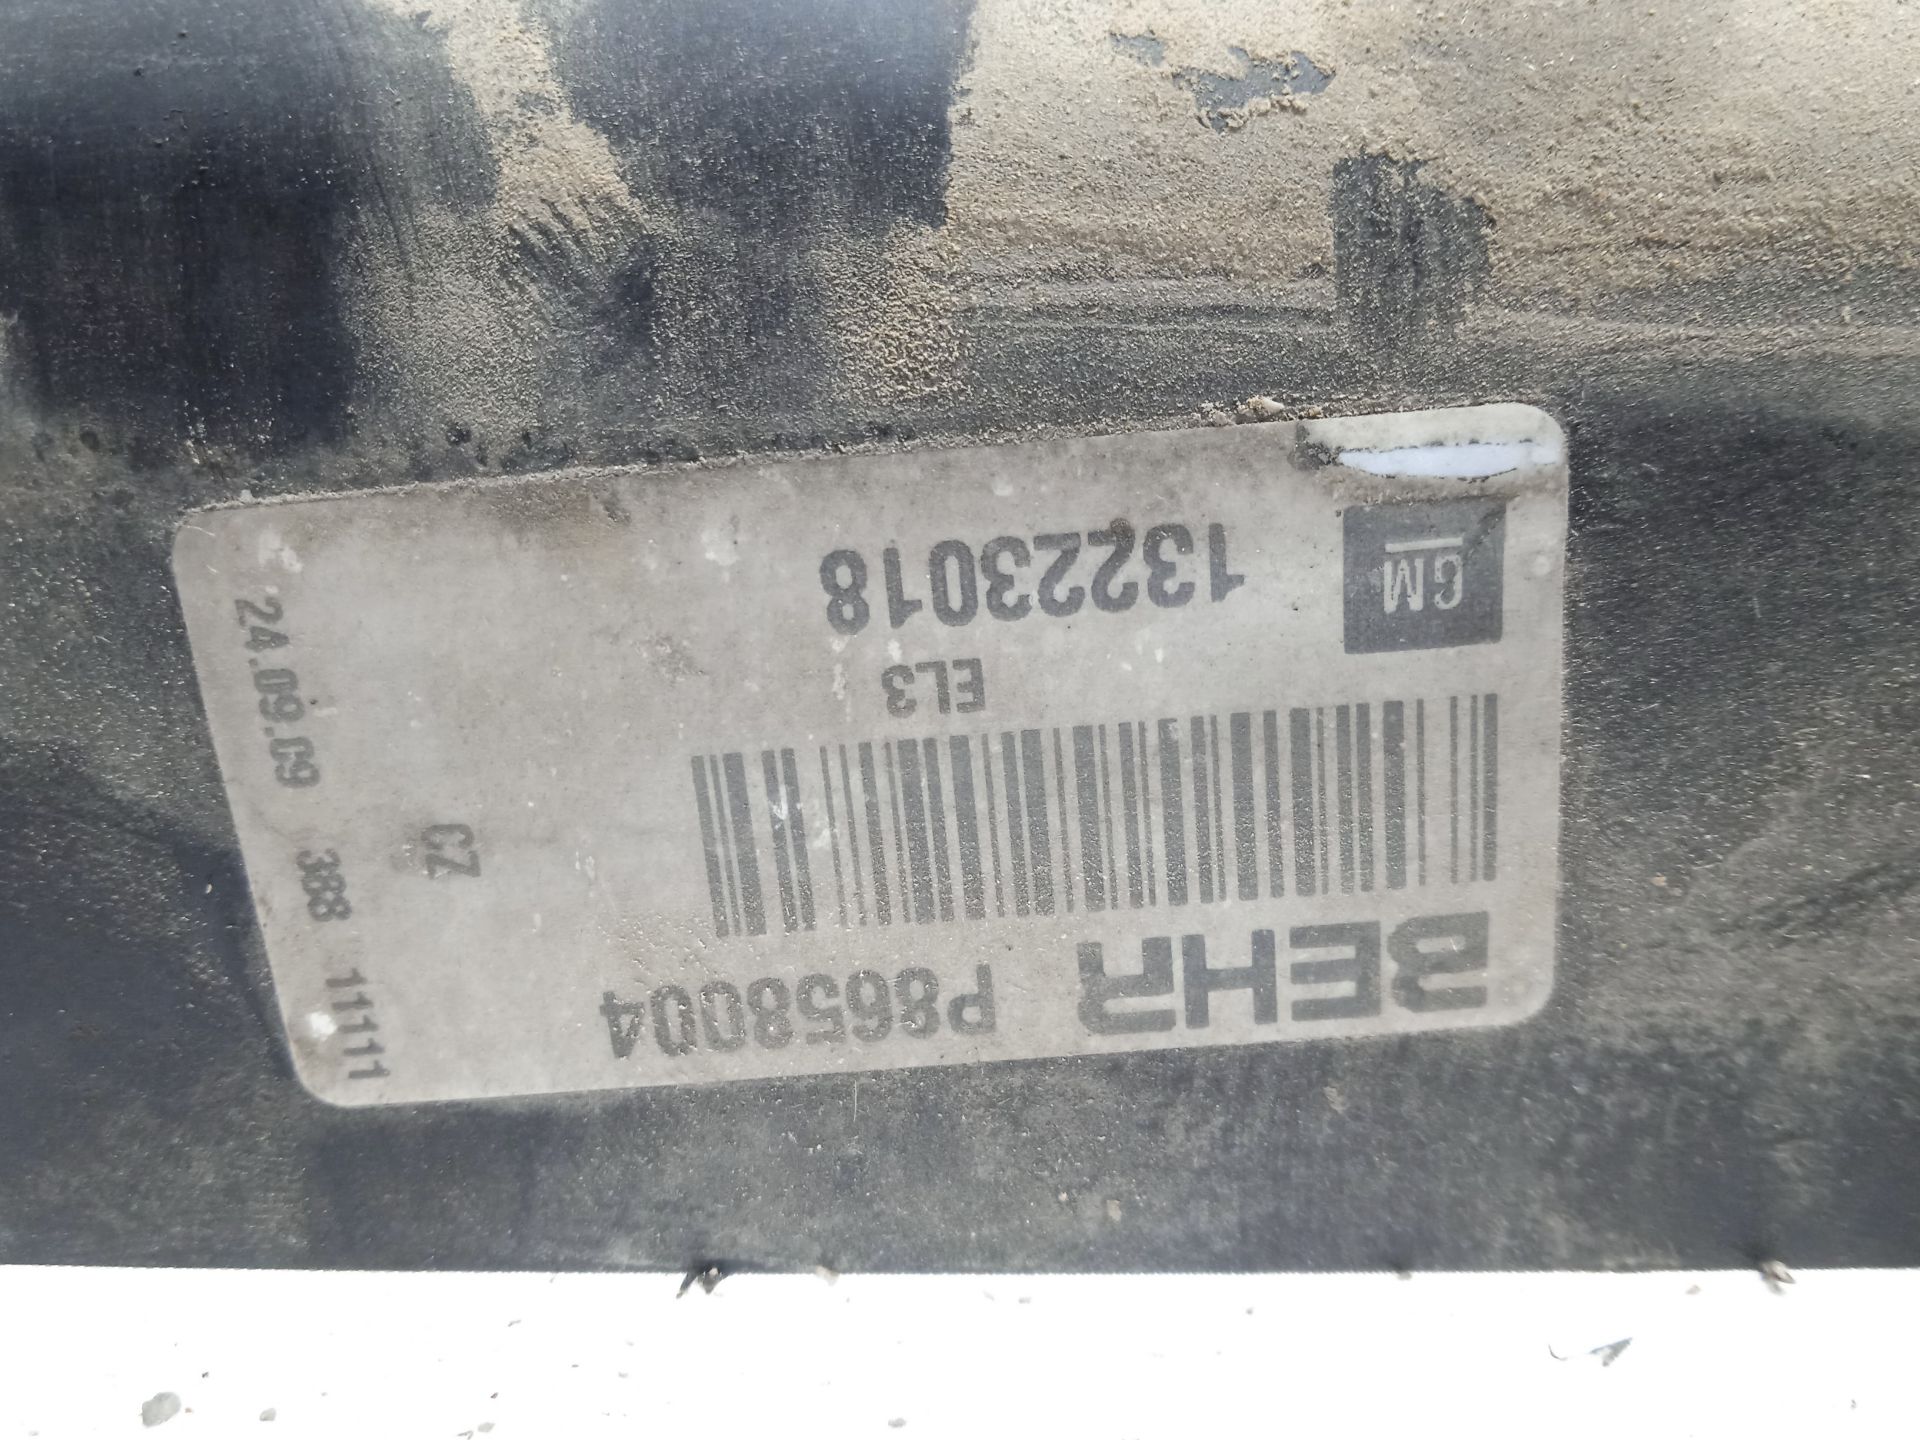 BEHR P8658004
EL3
GM 13223018
CZ
24.09.09 388 11111